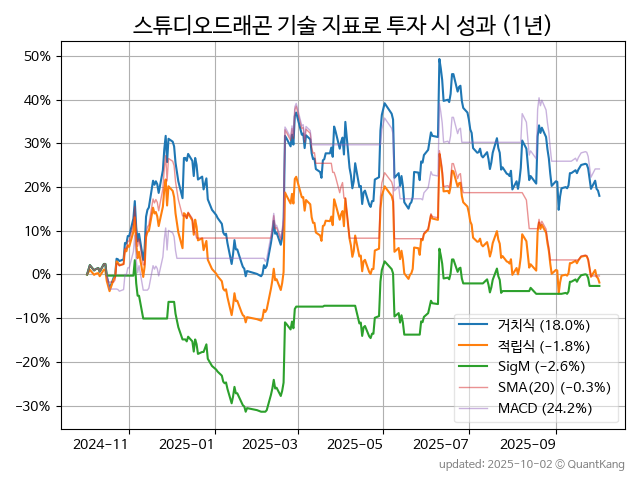 스튜디오드래곤 기술 지표로 투자 시 성과 (1년)
50%
40%
30%
20%
10%
0%
−10%
−20%
−30%
거치식 (18.0%)
적립식 (−1.8%)
SigM (−2.6%)
SMA(20) (−0.3%)
MACD (24.2%)
2024-11
2025-01
2025-03
2025-05
2025-07
2025-09
updated: 2025-10-02 ⓒ QuantKang